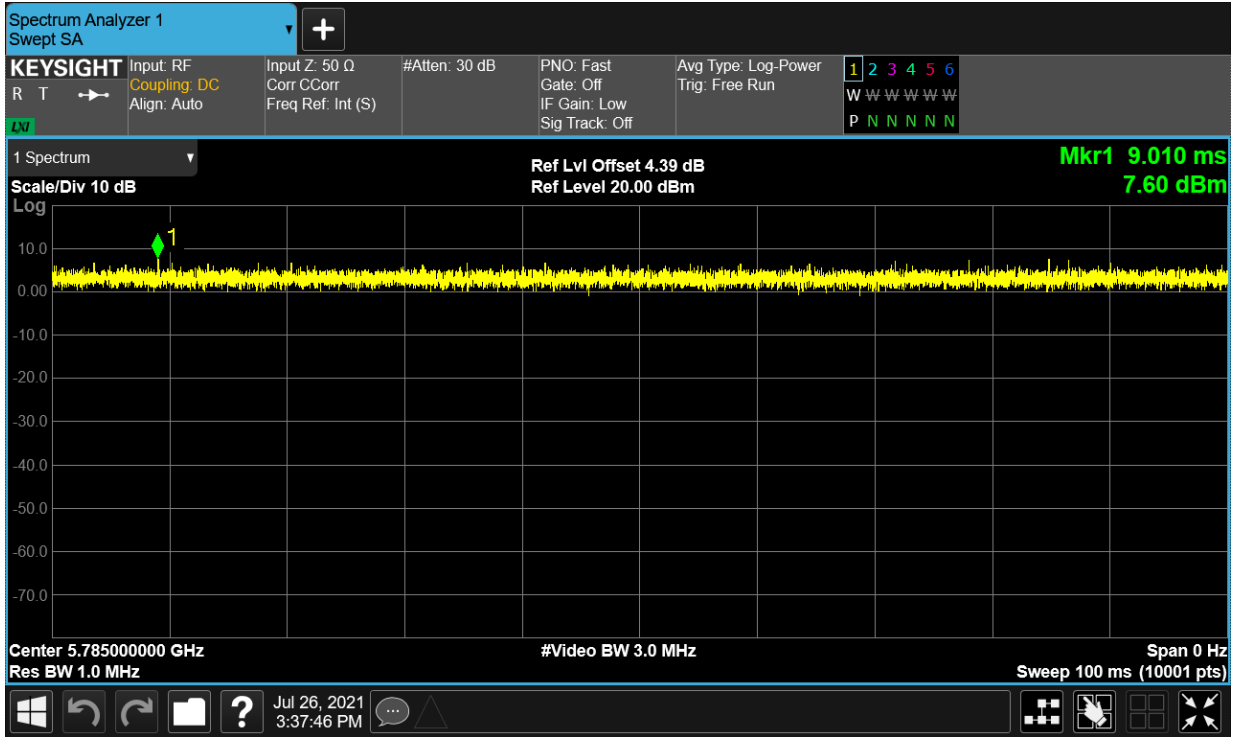 Spectrum Analyzer 1
Swept SA
KEYSIGHT
R T
LXI
Input: RF
Coupling: DC
Align: Auto
Input Z: 50 Ω
Corr CCorr
Freq Ref: Int (S)
#Atten: 30 dB
PNO: Fast
Gate: Off
IF Gain: Low
Sig Track: Off
Avg Type: Log-Power
Trig: Free Run
1 2 3 4 5 6
W W W W W W
P N N N N N
1 Spectrum
Scale/Div 10 dB
Log
Ref Lvl Offset 4.39 dB
Ref Level 20.00 dBm
Mkr1 9.010 ms
7.60 dBm
1
10.0
0.00
-10.0
-20.0
-30.0
-40.0
-50.0
-60.0
-70.0
Center 5.785000000 GHz
Res BW 1.0 MHz
#Video BW 3.0 MHz
Span 0 Hz
Sweep 100 ms (10001 pts)
?
Jul 26, 2021
3:37:46 PM